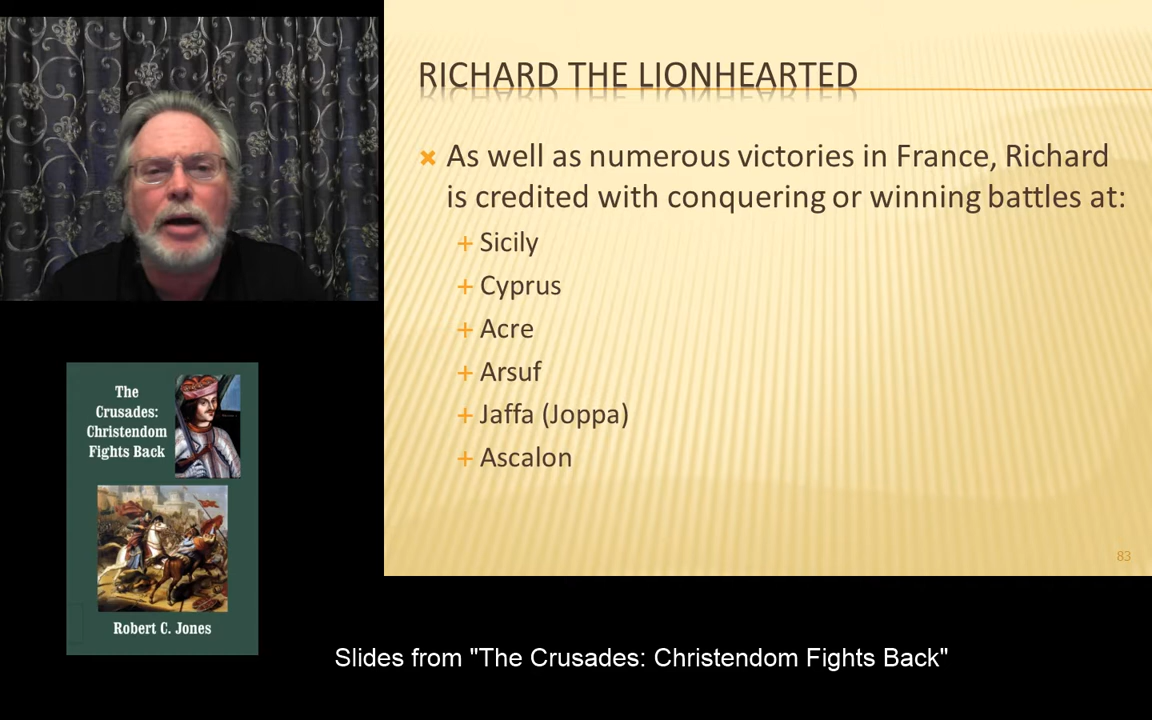 RICHARD THE LIONHEARTED
As well as numerous victories in France, Richard
is credited with conquering or winning battles at:
Sicily
Cyprus
Acre
Arsuf
Jaffa (Joppa)
Ascalon
83
The
Crusades:
Christendom
Fights Back
Robert C. Jones
Slides from "The Crusades: Christendom Fights Back"